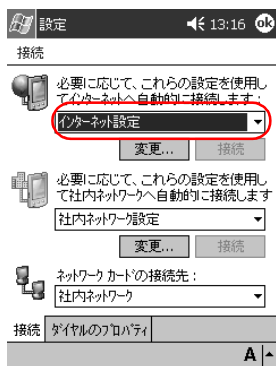 設定 13:16 ok
接続
必要に応じて、これらの設定を使用し
てインターネットへ自動的に接続します：
インターネット設定
変更... 接続
必要に応じて、これらの設定を使用し
て社内ネットワークへ自動的に接続します
社内ネットワーク設定
変更... 接続
ネットワーク カードの接続先：
社内ネットワーク
接続 ダイヤルのプロパティ
A